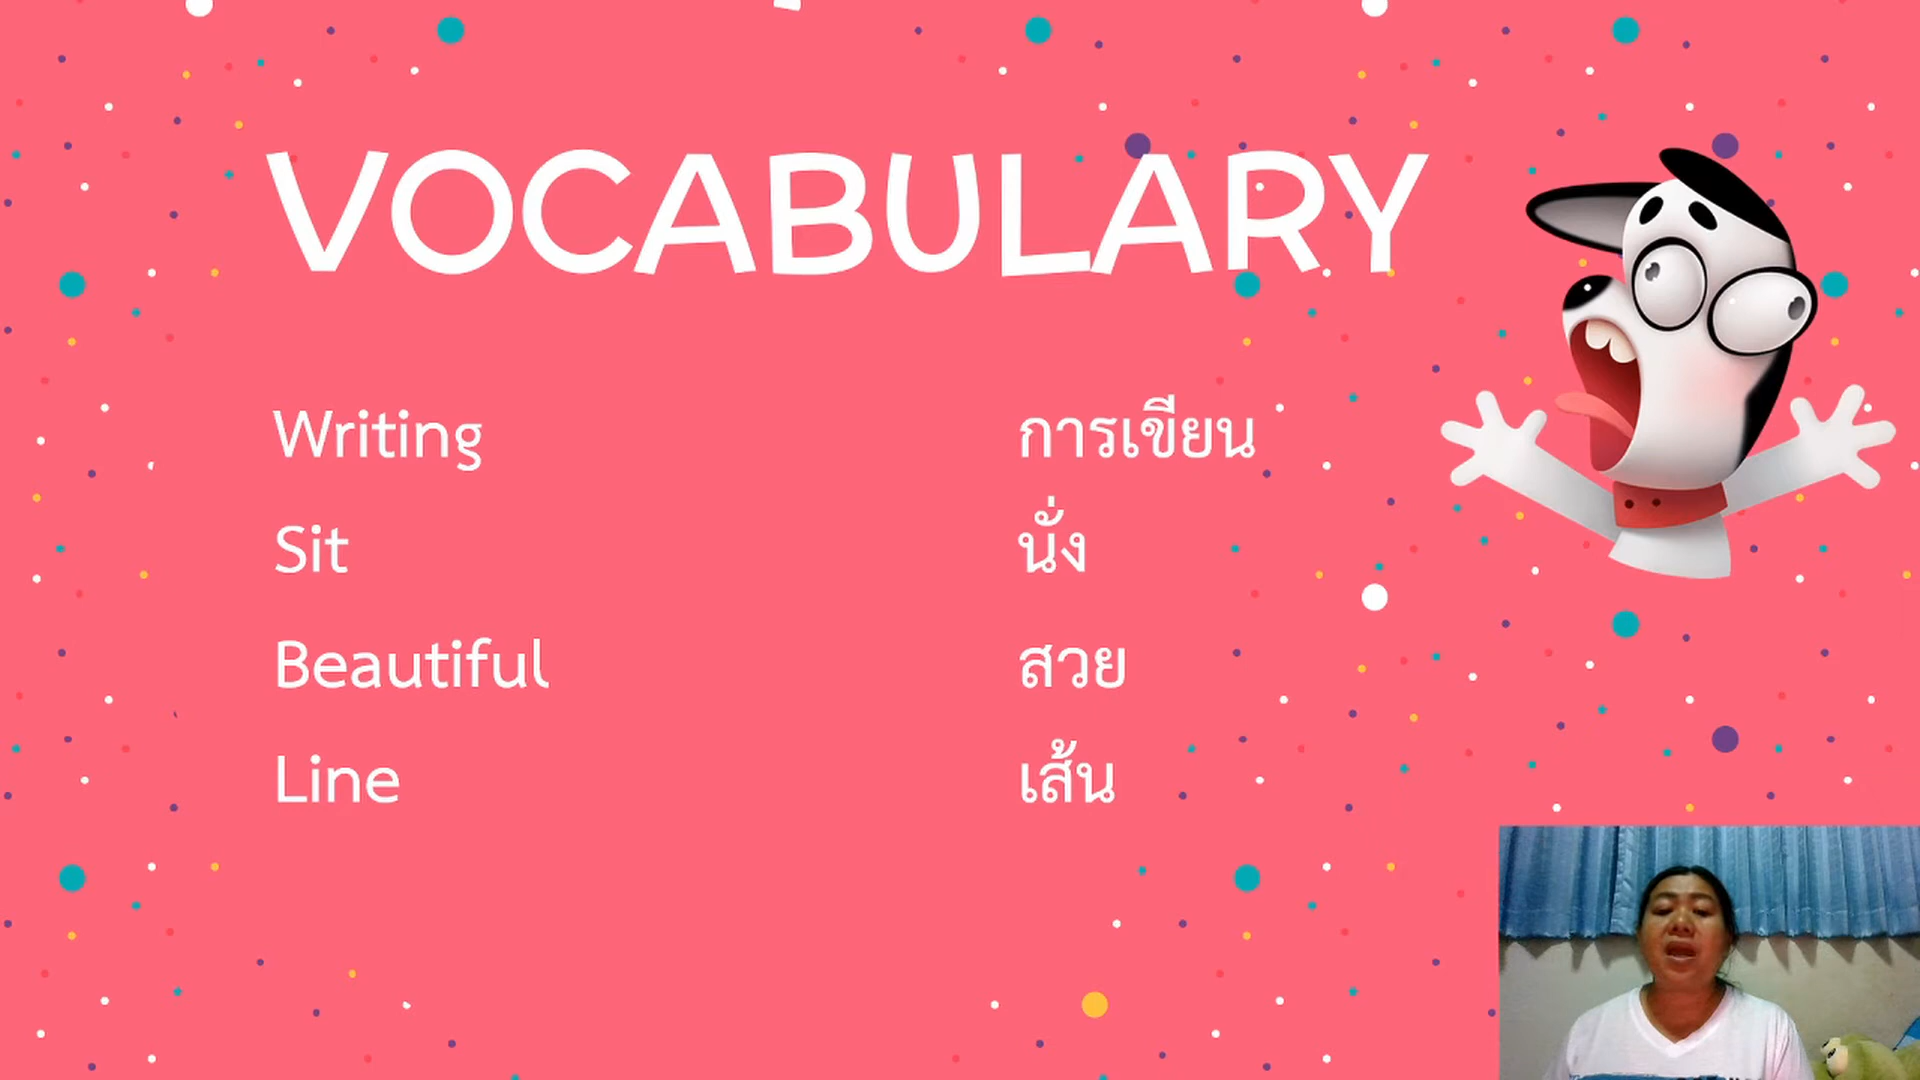 VOCABULARY
Writing การเขียน
Sit นั่ง
Beautiful สวย
Line เส้น